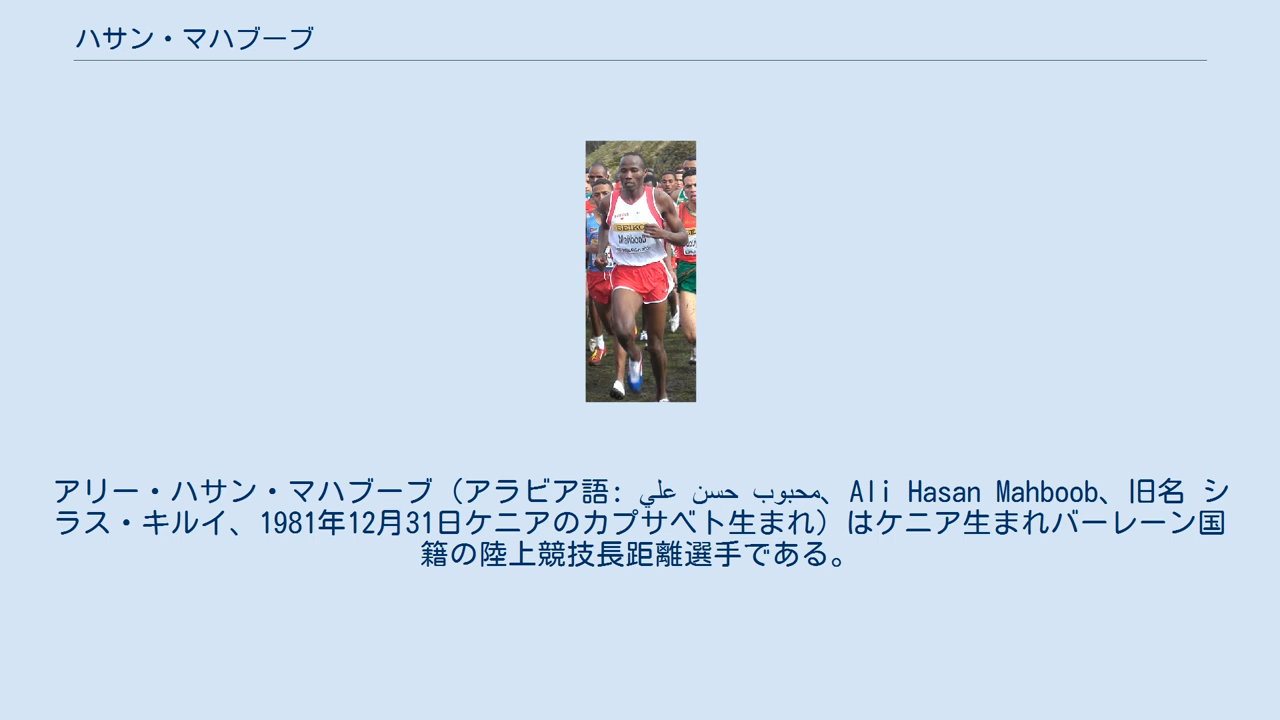 ハサン・マハブーブ
SEIKO
Mahboob
アリー・ハサン・マハブーブ（アラビア語: علي حسن محبوب、Ali Hasan Mahboob、旧名 シ
ラス・キルイ、1981年12月31日ケニアのカプサベト生まれ）はケニア生まれバーレーン国
籍の陸上競技長距離選手である。